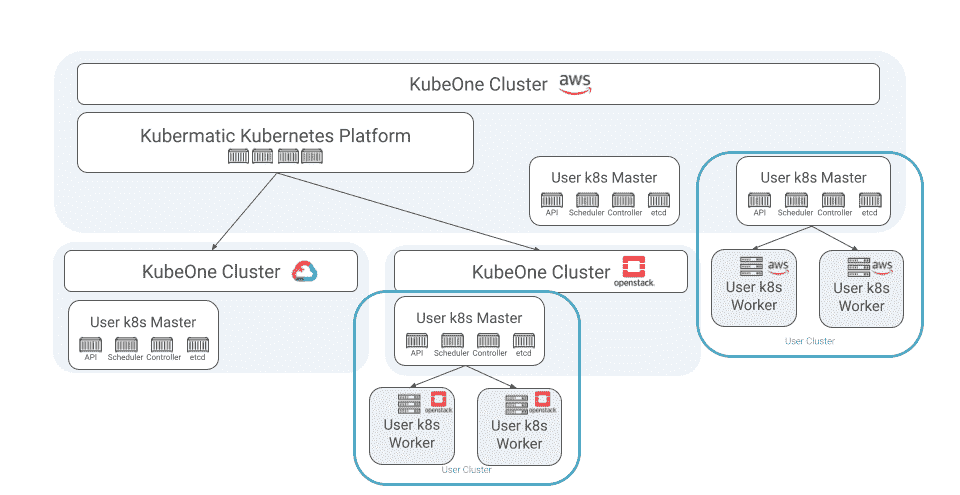 KubeOne Cluster aws
Kubermatic Kubernetes Platform
User k8s Master
API Scheduler Controller etcd
User k8s Master
API Scheduler Controller etcd
aws
User k8s
Worker
aws
User k8s
Worker
User Cluster
KubeOne Cluster
User k8s Master
API Scheduler Controller etcd
KubeOne Cluster
openstack.
User k8s Master
API Scheduler Controller etcd
openstack
User k8s
Worker
openstack
User k8s
Worker
User Cluster